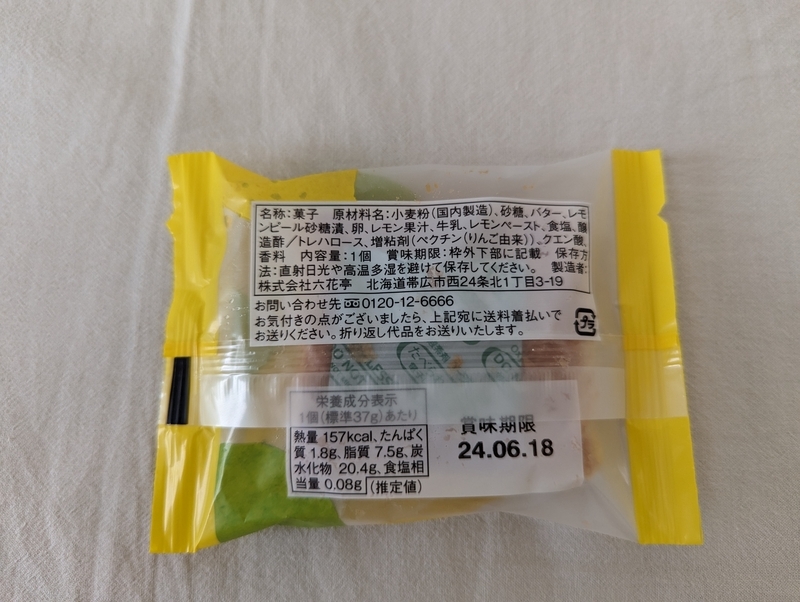 名称:菓子 原材料名:小麦粉(国内製造)、砂糖、バター、レモ
ンピール砂糖漬、卵、レモン果汁、牛乳、レモンペースト、食塩、醸
造酢/トレハロース、増粘剤(ペクチン(りんご由来))、クエン酸、
香料 内容量:1個 賞味期限:枠外下部に記載 保存方
法:直射日光や高温多湿を避けて保存してください。 製造者:
株式会社六花亭 北海道帯広市西24条北1丁目3-19
お問い合わせ先 0120-12-6666
お気付きの点がございましたら、上記宛に送料着払いで
お送りください。折り返し代品をお送りいたします。
プラ
栄養成分表示
1個(標準37g)あたり
熱量 157kcal、たんぱく
質 1.8g、脂質 7.5g、炭
水化物 20.4g、食塩相
当量 0.08g (推定値)
賞味期限
24.06.18